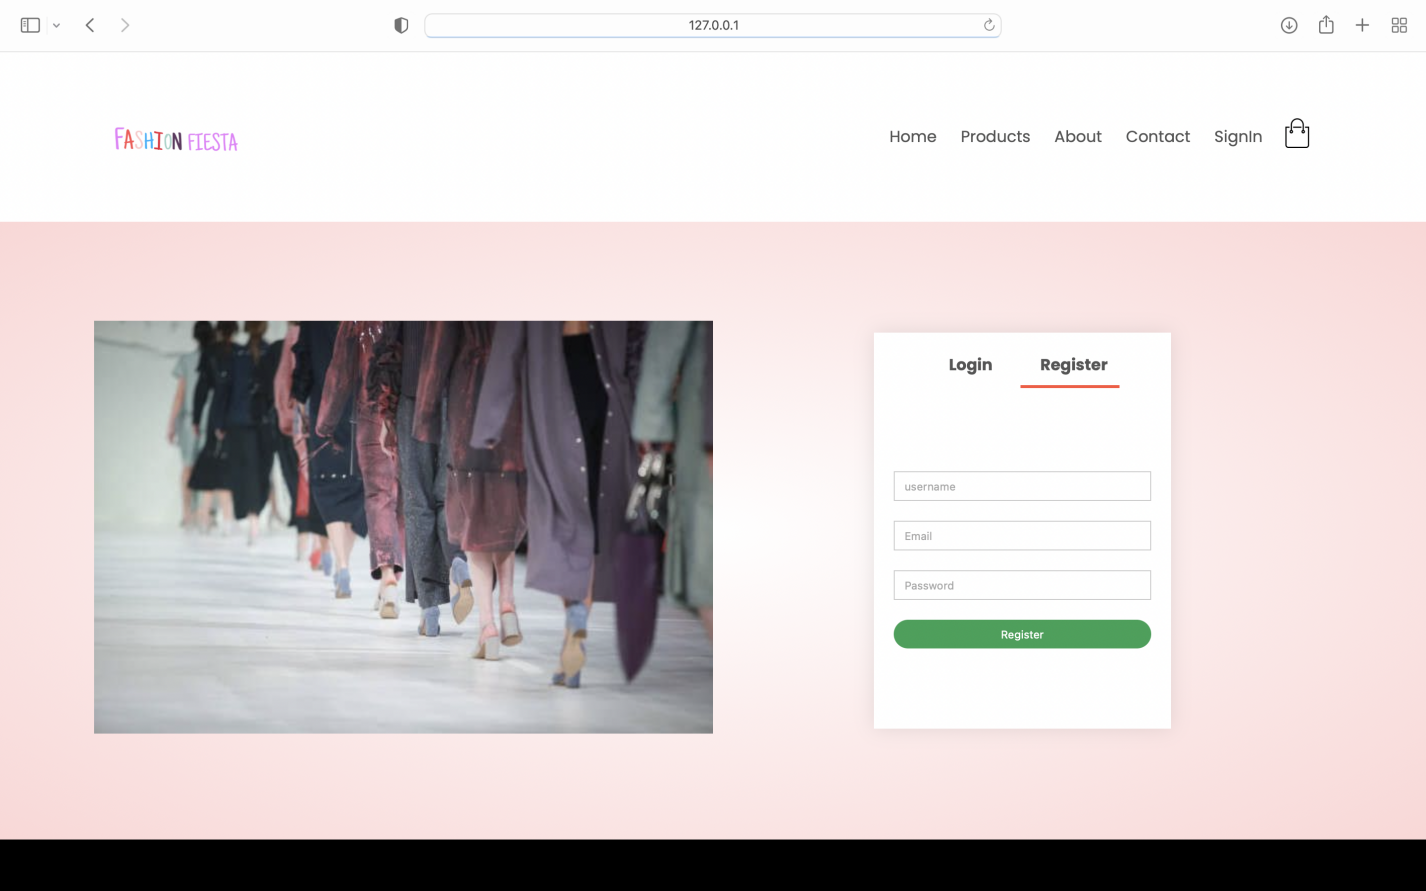 127.0.0.1
FASHION FIESTA
Home Products About Contact SignIn
Login Register
username
Email
Password
Register